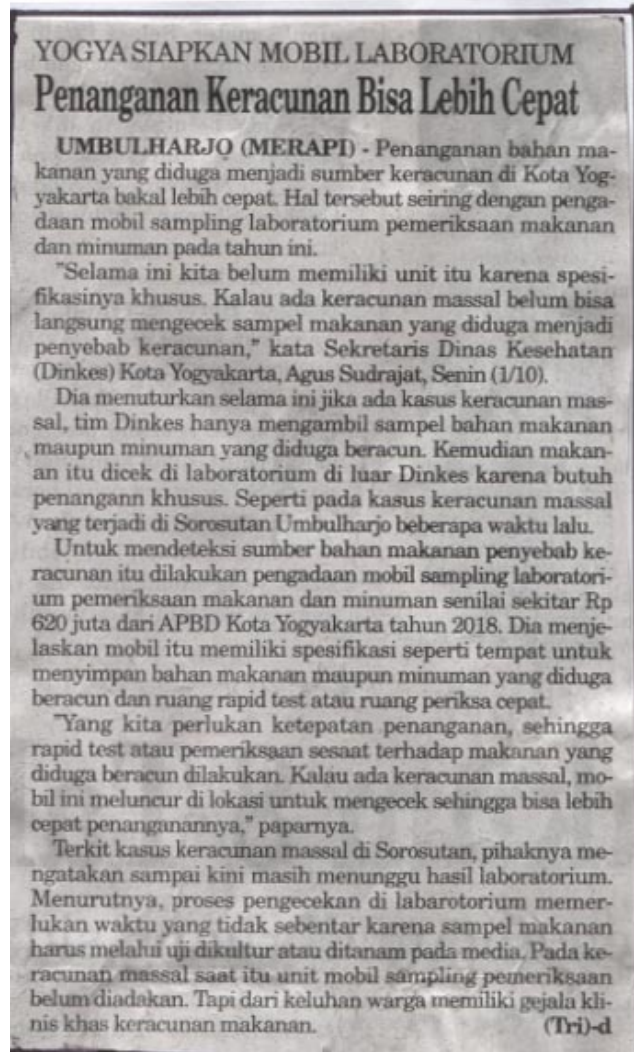 YOGYA SIAPKAN MOBIL LABORATORIUM
Penanganan Keracunan Bisa Lebih Cepat
UMBULHARJO (MERAPI) - Penanganan bahan ma-
kanan yang diduga menjadi sumber keracunan di Kota Yog-
yakarta bakal lebih cepat. Hal tersebut seiring dengan penga-
daan mobil sampling laboratorium pemeriksaan makanan
dan minuman pada tahun ini.
"Selama ini kita belum memiliki unit itu karena spesi-
fikasinya khusus. Kalau ada keracunan massal belum bisa
langsung mengecek sampel makanan yang diduga menjadi
penyebab keracunan," kata Sekretaris Dinas Kesehatan
(Dinkes) Kota Yogyakarta, Agus Sudrajat, Senin (1/10).
Dia menuturkan selama ini jika ada kasus keracunan mas-
sal, tim Dinkes hanya mengambil sampel bahan makanan
maupun minuman yang diduga beracun. Kemudian makan-
an itu dicek di laboratorium di luar Dinkes karena butuh
penangann khusus. Seperti pada kasus keracunan massal
yang terjadi di Sorosutan Umbulharjo beberapa waktu lalu.
Untuk mendeteksi sumber bahan makanan penyebab ke-
racunan itu dilakukan pengadaan mobil sampling laboratori-
um pemeriksaan makanan dan minuman senilai sekitar Rp
620 juta dari APBD Kota Yogyakarta tahun 2018. Dia menje-
laskan mobil itu memiliki spesifikasi seperti tempat untuk
menyimpan bahan makanan maupun minuman yang diduga
beracun dan ruang rapid test atau ruang periksa cepat.
"Yang kita perlukan ketepatan penanganan, sehingga
rapid test atau pemeriksaan sesaat terhadap makanan yang
diduga beracun dilakukan. Kalau ada keracunan massal, mo-
bil ini meluncur di lokasi untuk mengecek sehingga bisa lebih
cepat penanganannya," paparnya.
Terkit kasus keracunan massal di Sorosutan, pihaknya me-
ngatakan sampai kini masih menunggu hasil laboratorium.
Menurutnya, proses pengecekan di labarotorium memer-
lukan waktu yang tidak sebentar karena sampel makanan
harus melalui uji dikultur atau ditanam pada media. Pada ke-
racunan massal saat itu unit mobil sampling pemeriksaan
belum diadakan. Tapi dari keluhan warga memiliki gejala kli-
nis khas keracunan makanan. (Tri)-d